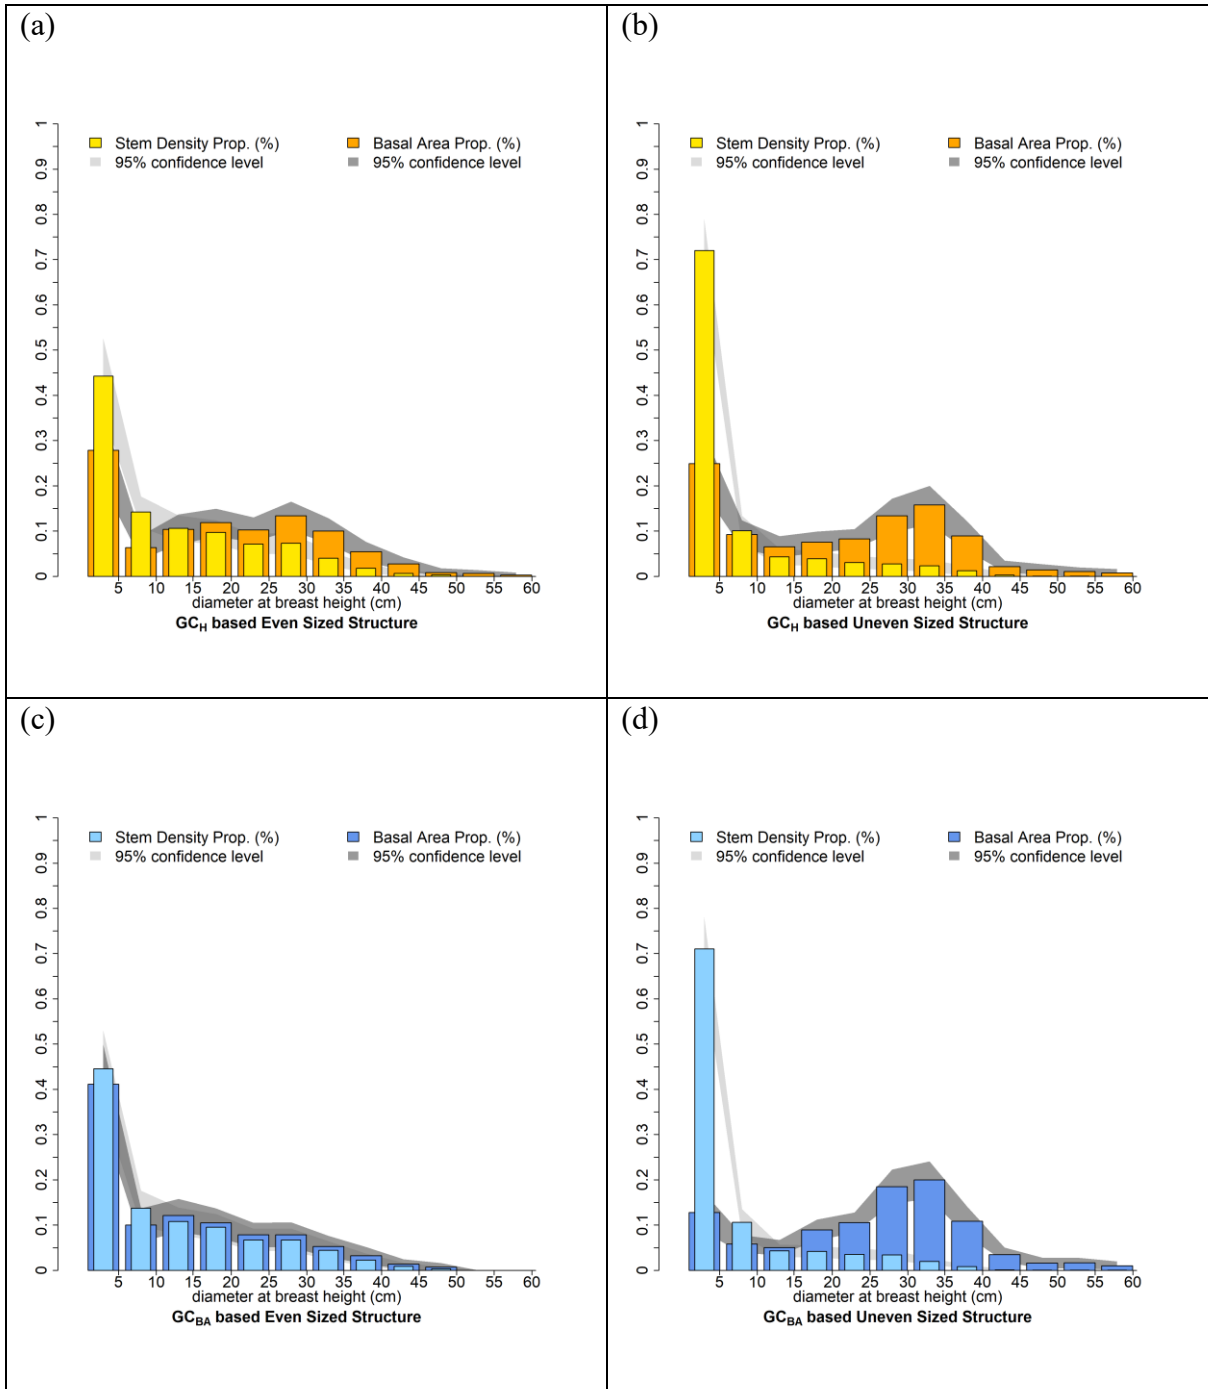 (a)
1
0.9
0.8
0.7
0.6
0.5
0.4
0.3
0.2
0.1
0
Stem Density Prop. (%) Basal Area Prop. (%)
95% confidence level 95% confidence level
5 10 15 20 25 30 35 40 45 50 55 60
diameter at breast height (cm)
GCH based Even Sized Structure
(b)
1
0.9
0.8
0.7
0.6
0.5
0.4
0.3
0.2
0.1
0
Stem Density Prop. (%) Basal Area Prop. (%)
95% confidence level 95% confidence level
5 10 15 20 25 30 35 40 45 50 55 60
diameter at breast height (cm)
GCH based Uneven Sized Structure
(c)
1
0.9
0.8
0.7
0.6
0.5
0.4
0.3
0.2
0.1
0
Stem Density Prop. (%) Basal Area Prop. (%)
95% confidence level 95% confidence level
5 10 15 20 25 30 35 40 45 50 55 60
diameter at breast height (cm)
GCBA based Even Sized Structure
(d)
1
0.9
0.8
0.7
0.6
0.5
0.4
0.3
0.2
0.1
0
Stem Density Prop. (%) Basal Area Prop. (%)
95% confidence level 95% confidence level
5 10 15 20 25 30 35 40 45 50 55 60
diameter at breast height (cm)
GCBA based Uneven Sized Structure